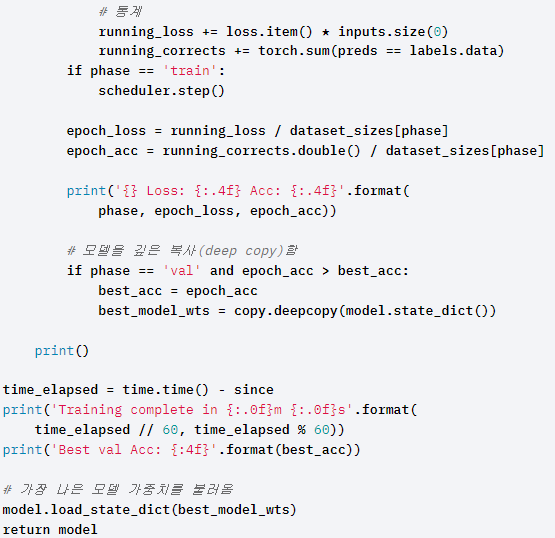 # 통계
running_loss += loss.item() * inputs.size(0)
running_corrects += torch.sum(preds == labels.data)
if phase == 'train':
scheduler.step()
epoch_loss = running_loss / dataset_sizes[phase]
epoch_acc = running_corrects.double() / dataset_sizes[phase]
print('{} Loss: {:.4f} Acc: {:.4f}'.format(
phase, epoch_loss, epoch_acc))
# 모델을 깊은 복사(deep copy)함
if phase == 'val' and epoch_acc > best_acc:
best_acc = epoch_acc
best_model_wts = copy.deepcopy(model.state_dict())
print()
time_elapsed = time.time() - since
print('Training complete in {:.0f}m {:.0f}s'.format(
time_elapsed // 60, time_elapsed % 60))
print('Best val Acc: {:4f}'.format(best_acc))
# 가장 나은 모델 가중치를 불러옴
model.load_state_dict(best_model_wts)
return model